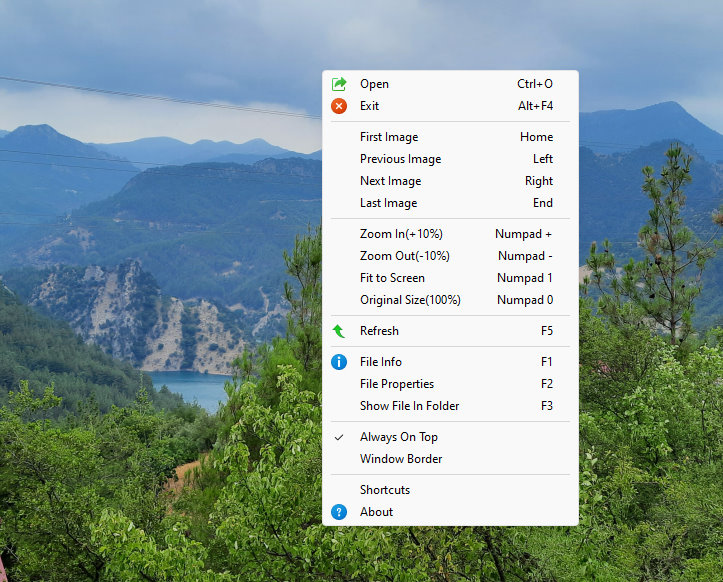 Open Ctrl+O
Exit Alt+F4
First Image Home
Previous Image Left
Next Image Right
Last Image End
Zoom In(+10%) Numpad +
Zoom Out(-10%) Numpad -
Fit to Screen Numpad 1
Original Size(100%) Numpad 0
Refresh F5
File Info F1
File Properties F2
Show File In Folder F3
Always On Top
Window Border
Shortcuts
About